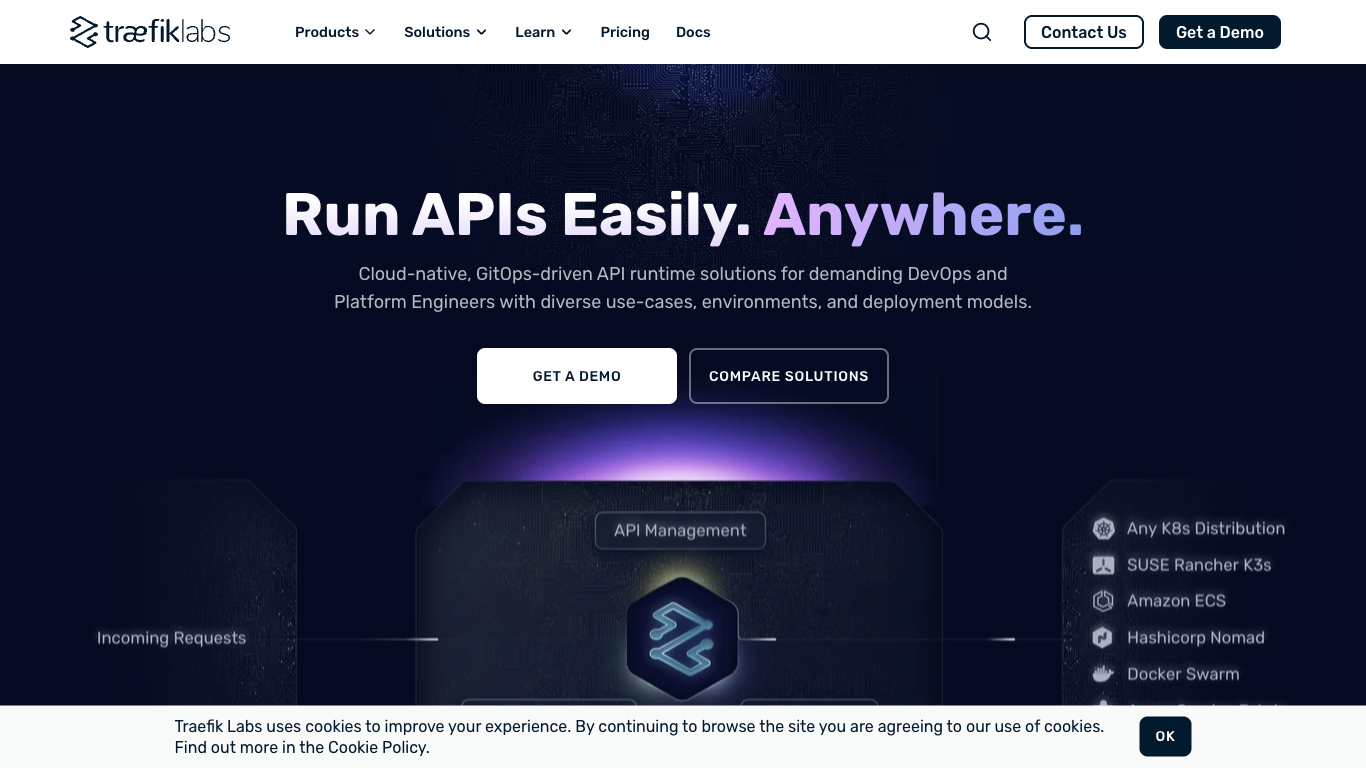 træfiklabs
Products
Solutions
Learn
Pricing
Docs
Contact Us
Get a Demo
Run APIs Easily. Anywhere.
Cloud-native, GitOps-driven API runtime solutions for demanding DevOps and
Platform Engineers with diverse use-cases, environments, and deployment models.
GET A DEMO
COMPARE SOLUTIONS
API Management
Incoming Requests
Any K8s Distribution
SUSE Rancher K3s
Amazon ECS
Hashicorp Nomad
Docker Swarm
Traefik Labs uses cookies to improve your experience. By continuing to browse the site you are agreeing to our use of cookies.
Find out more in the Cookie Policy.
OK